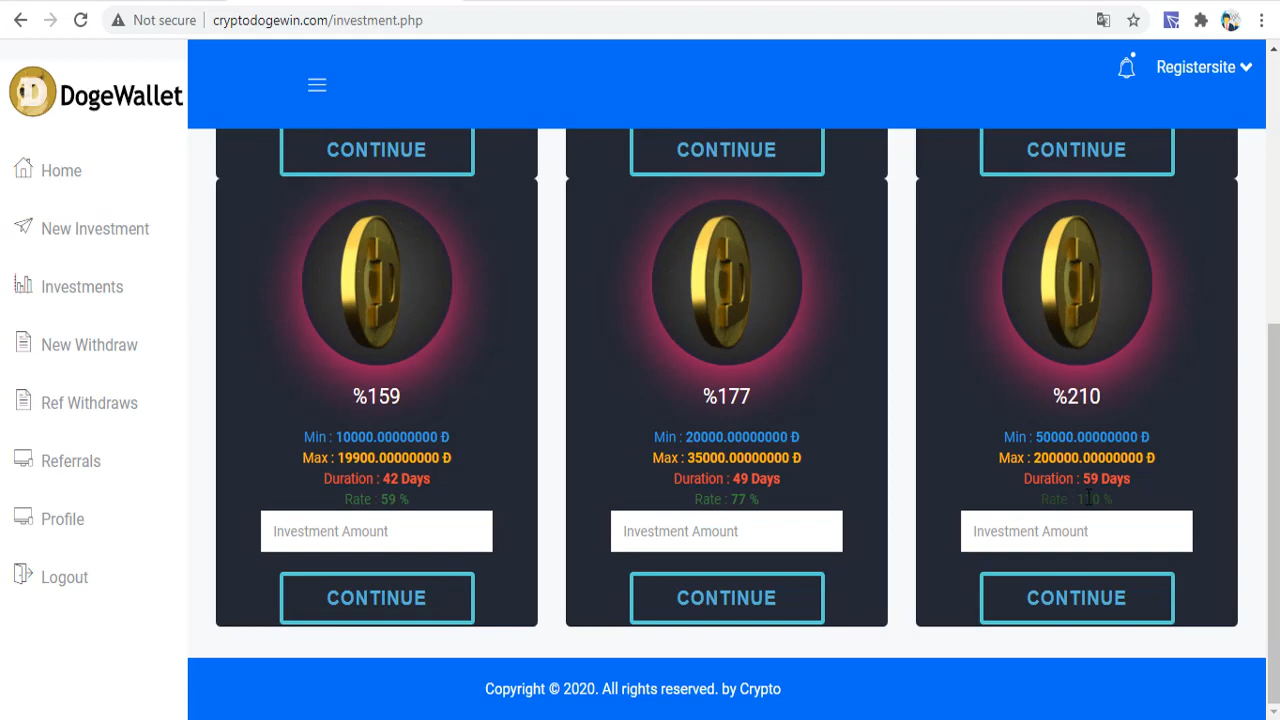 Not secure cryptodogewin.com/investment.php
DogeWallet
Registersite
Home
New Investment
Investments
New Withdraw
Ref Withdraws
Referrals
Profile
Logout
CONTINUE
CONTINUE
CONTINUE
%159
Min : 10000.00000000 Đ
Max : 19900.00000000 Đ
Duration : 42 Days
Rate : 59 %
Investment Amount
CONTINUE
%177
Min : 20000.00000000 Đ
Max : 35000.00000000 Đ
Duration : 49 Days
Rate : 77 %
Investment Amount
CONTINUE
%210
Min : 50000.00000000 Đ
Max : 200000.00000000 Đ
Duration : 59 Days
Rate : 110 %
Investment Amount
CONTINUE
Copyright © 2020. All rights reserved. by Crypto